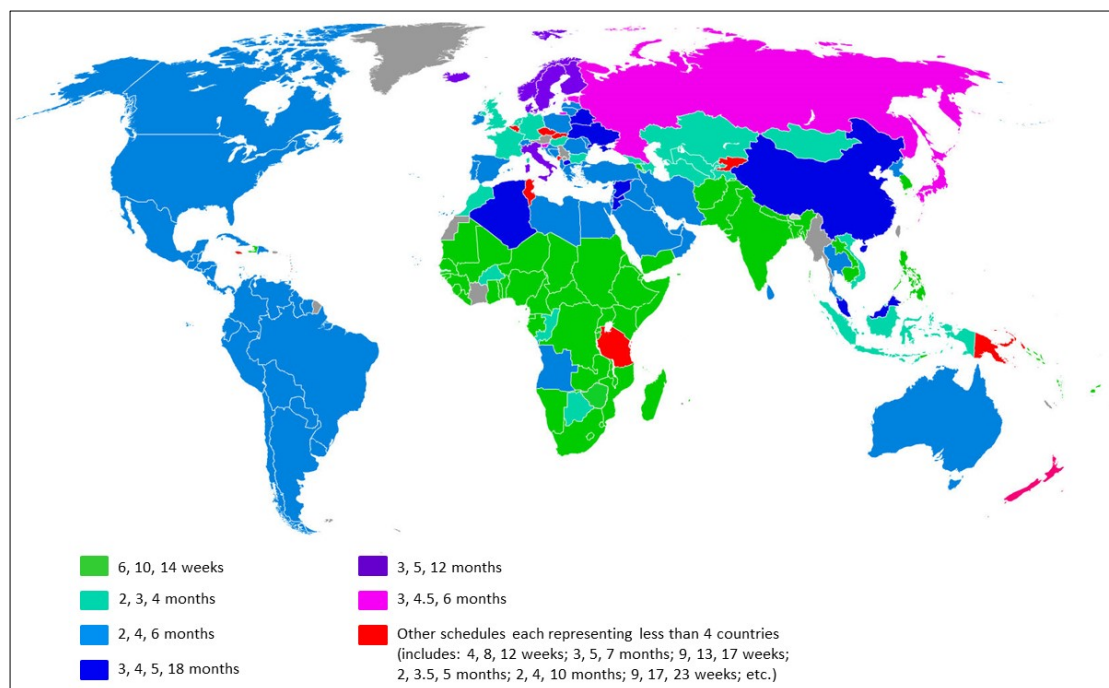 6, 10, 14 weeks
2, 3, 4 months
2, 4, 6 months
3, 4, 5, 18 months
3, 5, 12 months
3, 4.5, 6 months
Other schedules each representing less than 4 countries
(includes: 4, 8, 12 weeks; 3, 5, 7 months; 9, 13, 17 weeks;
2, 3.5, 5 months; 2, 4, 10 months; 9, 17, 23 weeks; etc.)